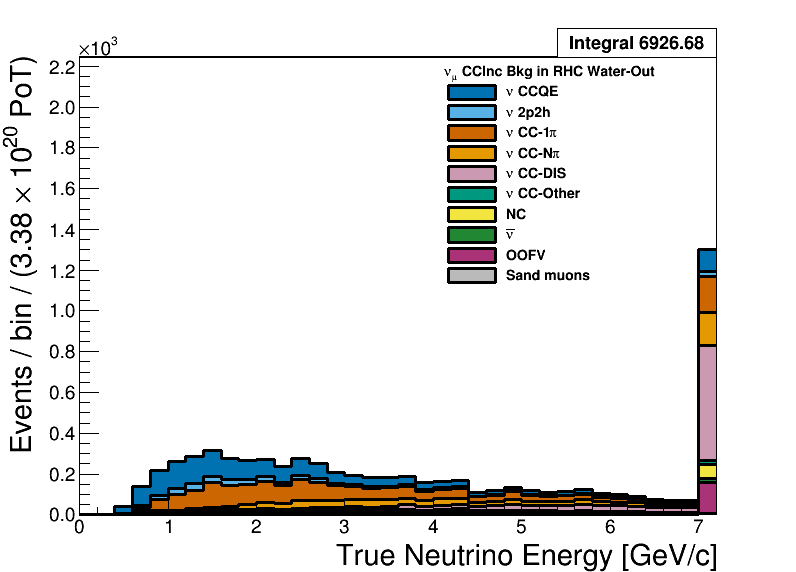 Integral 6926.68
×10³
ν_μ CCInc Bkg in RHC Water-Out
ν CCQE
ν 2p2h
ν CC-1π
ν CC-Nπ
ν CC-DIS
ν CC-Other
NC
ν̅
OOFV
Sand muons
Events / bin / (3.38 × 10²⁰ PoT)
2.2
2.0
1.8
1.6
1.4
1.2
1.0
0.8
0.6
0.4
0.2
0.0
0 1 2 3 4 5 6 7
True Neutrino Energy [GeV/c]